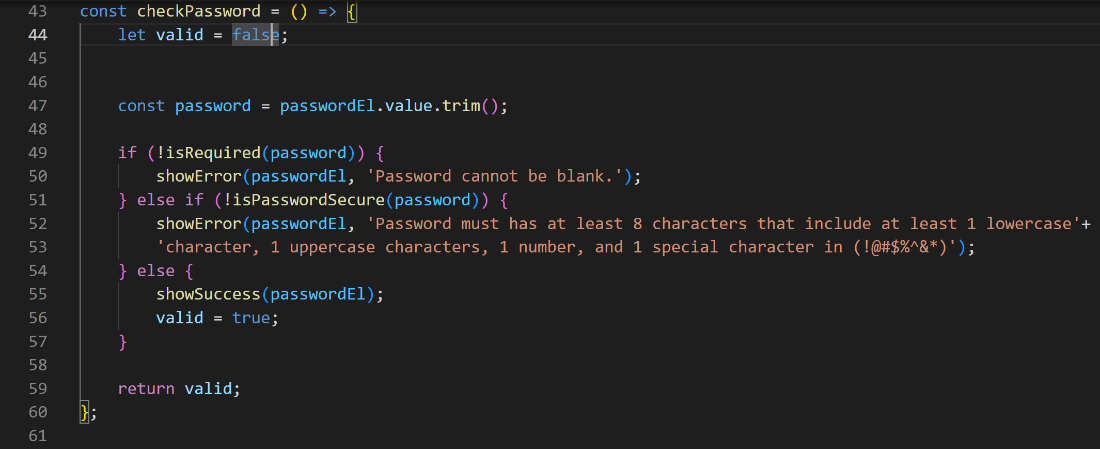 43 const checkPassword = () => {
44 let valid = false;
45
46
47 const password = passwordEl.value.trim();
48
49 if (!isRequired(password)) {
50 showError(passwordEl, 'Password cannot be blank.');
51 } else if (!isPasswordSecure(password)) {
52 showError(passwordEl, 'Password must has at least 8 characters that include at least 1 lowercase'+
53 'character, 1 uppercase characters, 1 number, and 1 special character in (!@#$%^&*)');
54 } else {
55 showSuccess(passwordEl);
56 valid = true;
57 }
58
59 return valid;
60 };
61